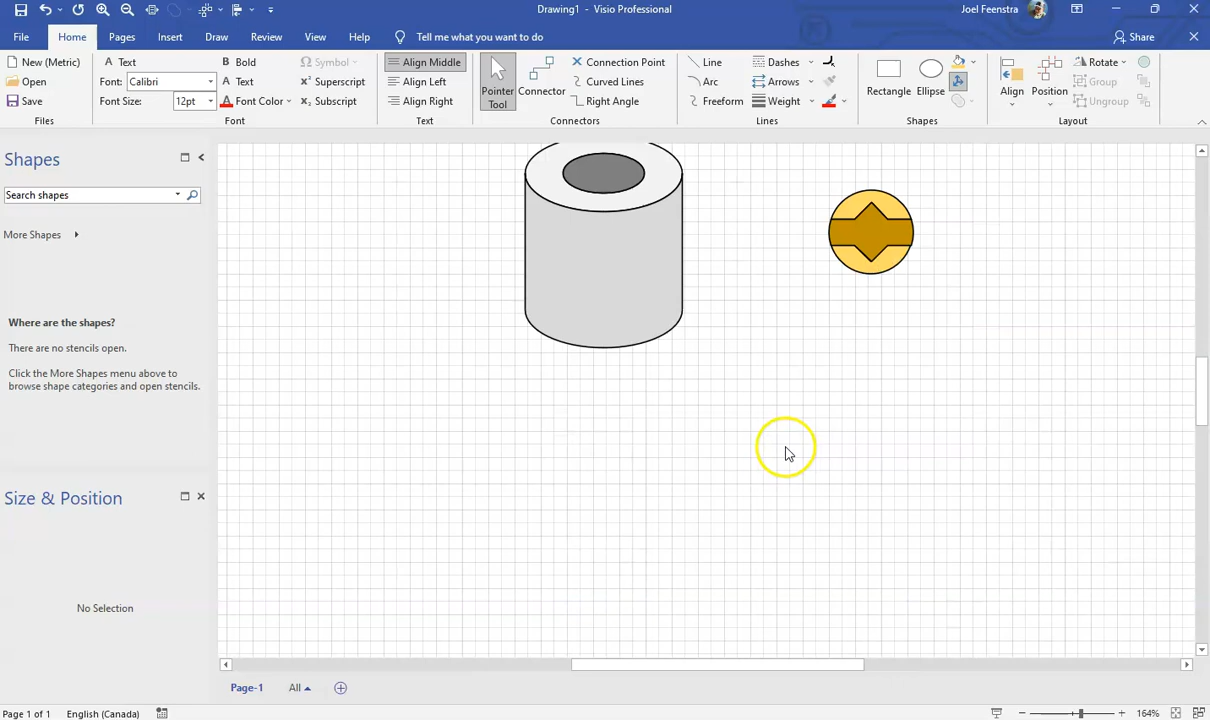 Drawing1 - Visio Professional
Joel Feenstra
File Home Pages Insert Draw Review View Help Tell me what you want to do Share
New (Metric)
Open
Save
Files
Text
Font: Calibri
Font Size: 12pt
Bold
Text
Font Color
Symbol
Superscript
Subscript
Font
Align Middle
Align Left
Align Right
Text
Pointer
Tool
Connector
Connection Point
Curved Lines
Right Angle
Connectors
Line
Arc
Freeform
Dashes
Arrows
Weight
Lines
Rectangle
Ellipse
Shapes
Align
Position
Rotate
Group
Ungroup
Layout
Shapes
Search shapes
More Shapes
Where are the shapes?
There are no stencils open.
Click the More Shapes menu above to
browse shape categories and open stencils.
Size & Position
No Selection
Page-1 All
Page 1 of 1 English (Canada) 164%